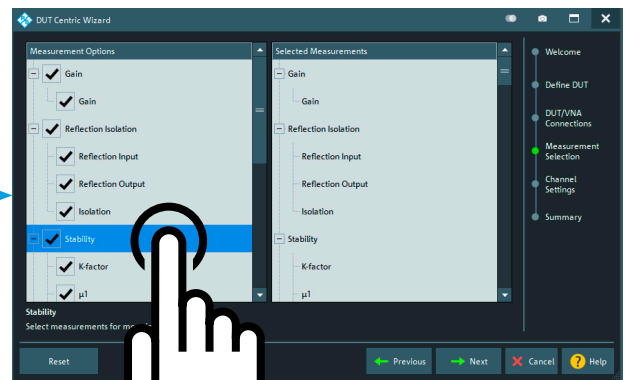 DUT Centric Wizard
Measurement Options
Gain
Gain
Reflection Isolation
Reflection Input
Reflection Output
Isolation
Stability
K-factor
μ1
Selected Measurements
Gain
Gain
Reflection Isolation
Reflection Input
Reflection Output
Isolation
Stability
K-factor
μ1
Welcome
Define DUT
DUT/VNA
Connections
Measurement
Selection
Channel
Settings
Summary
Stability
Select measurements for
Reset
Previous
Next
Cancel
Help